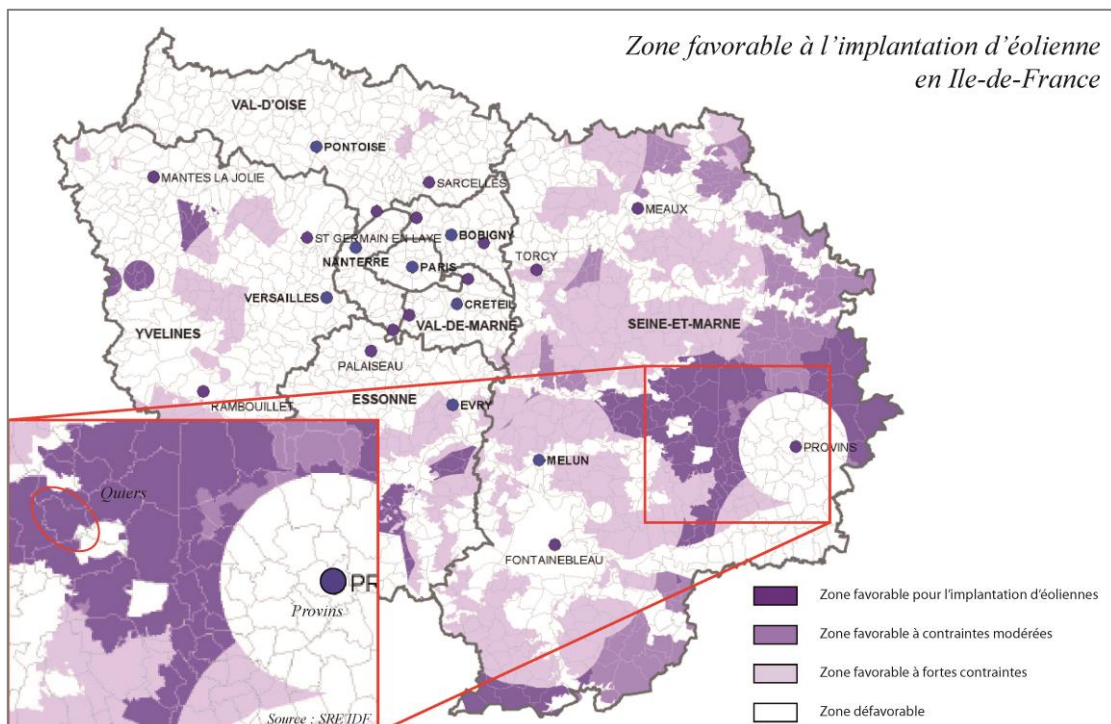 Zone favorable à l’implantation d’éolienne
en Ile-de-France
VAL-D'OISE
PONTOISE
MANTES LA JOLIE
SARCELLES
MEAUX
ST GERMAIN EN LAYE
BOBIGNY
NANTERRE
PARIS
TORCY
VERSAILLES
CRETEIL
YVELINES
VAL-DE-MARNE
SEINE-ET-MARNE
PALAISEAU
RAMBOUILLET
ESSONNE
EVRY
PROVINS
MELUN
FONTAINEBLEAU
Quiers
PR
Provins
Source : SRE IDF
Zone favorable pour l’implantation d’éoliennes
Zone favorable à contraintes modérées
Zone favorable à fortes contraintes
Zone défavorable